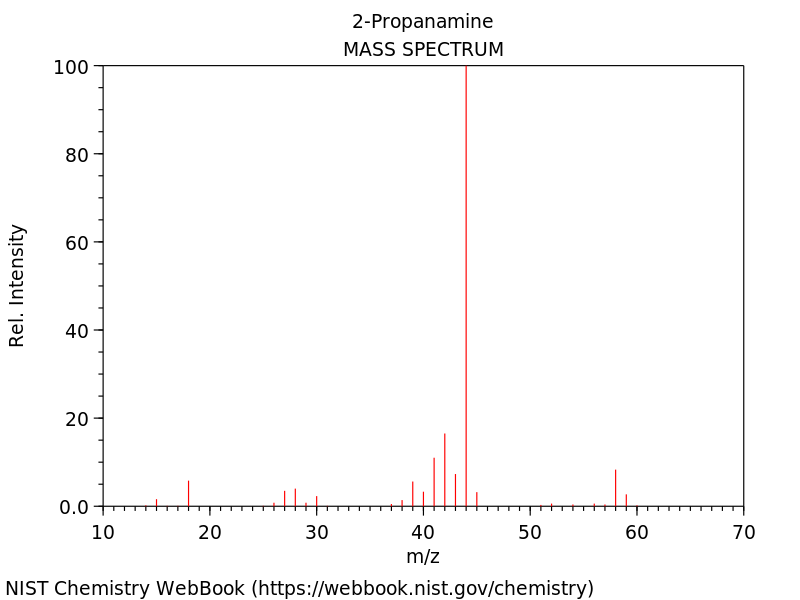 2-Propanamine
MASS SPECTRUM
100
80
60
40
20
0.0
Rel. Intensity
10 20 30 40 50 60 70
m/z
NIST Chemistry WebBook (https://webbook.nist.gov/chemistry)